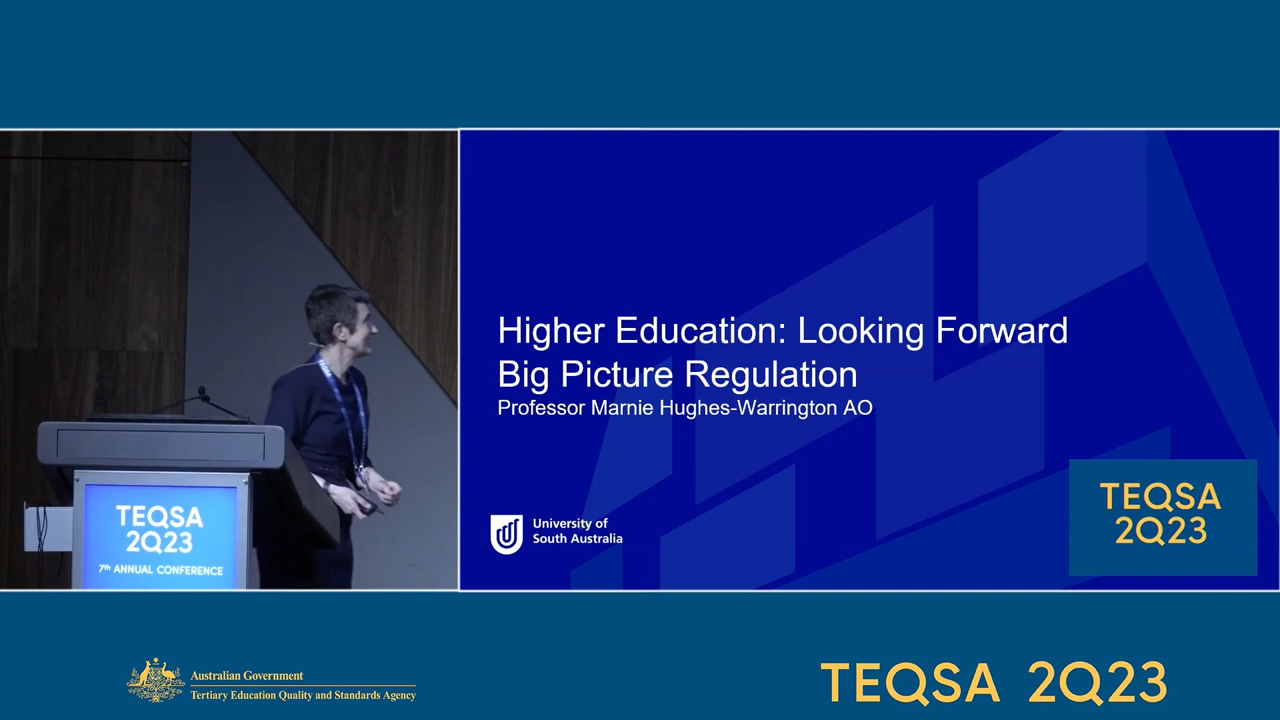 Higher Education: Looking Forward
Big Picture Regulation
Professor Marnie Hughes-Warrington AO
University of
South Australia
TEQSA
2Q23
TEQSA
2Q23
7th ANNUAL CONFERENCE
Australian Government
Tertiary Education Quality and Standards Agency
TEQSA 2Q23